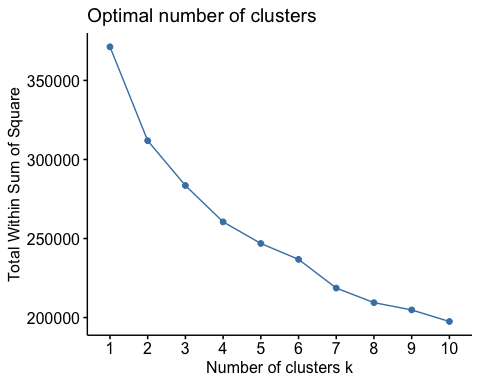 Optimal number of clusters
Total Within Sum of Square
350000
300000
250000
200000
1 2 3 4 5 6 7 8 9 10
Number of clusters k